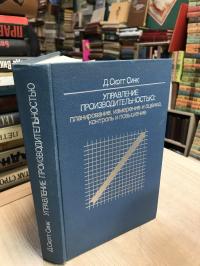 Д. Скотт Синк
УПРАВЛЕНИЕ
ПРОИЗВОДИТЕЛЬНОСТЬЮ:
планирование, измерение и оценка,
контроль и повышение
Д. Скотт Синк УПРАВЛЕНИЕ ПРОИЗВОДИТЕЛЬНОСТЬЮ